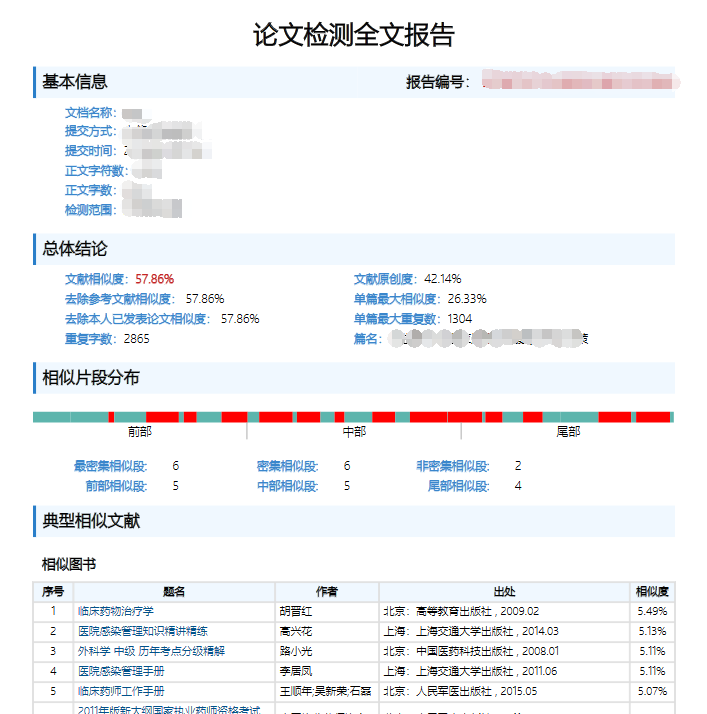 论文检测全文报告
基本信息 报告编号：
文档名称：
提交方式：
提交时间：2
正文字符数：
正文字数：
检测范围：
总体结论
文献相似度：57.86% 文献原创度：42.14%
去除参考文献相似度： 57.86% 单篇最大相似度：26.33%
去除本人已发表论文相似度： 57.86% 单篇最大重复数：1304
重复字数：2865 篇名：
相似片段分布
前部 中部 尾部
最密集相似段： 6 密集相似段： 6 非密集相似段： 2
前部相似段： 5 中部相似段： 5 尾部相似段： 4
典型相似文献
相似图书
序号 题名 作者 出处 相似度
1 临床药物治疗学 胡晋红 北京：高等教育出版社 , 2009.02 5.49%
2 医院感染管理知识精讲精练 高兴花 上海：上海交通大学出版社 , 2014.03 5.13%
3 外科学 中级 历年考点分级精解 路小光 北京：中国医药科技出版社 , 2008.01 5.11%
4 医院感染管理手册 李居凤 上海：上海交通大学出版社 , 2011.06 5.11%
5 临床药师工作手册 王顺年;吴新荣;石磊 北京：人民军医出版社 , 2015.05 5.07%
2011年版新大纲国家执业药师资格考试